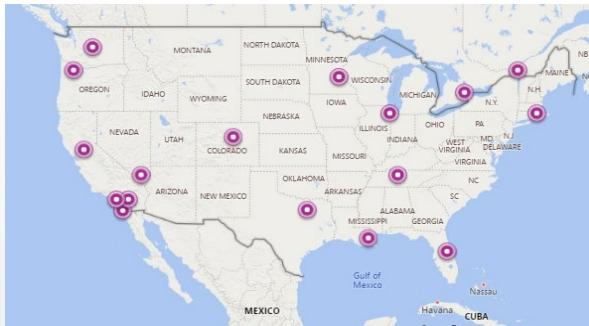 MONTANA
NORTH DAKOTA
MINNESOTA
WISCONSIN
MAINE
NB
OREGON
IDAHO
SOUTH DAKOTA
MICHIGAN
N.H.
N.Y.
WYOMING
IOWA
NEBRASKA
NEVADA
UTAH
COLORADO
KANSAS
ILLINOIS
INDIANA
OHIO
PA
N J
MISSOURI
WEST
VIRGINIA
MD
DELAWARE
VIRGINIA
ARIZONA
NEW MEXICO
OKLAHOMA
ARKANSAS
NC
SC
MISSISSIPPI
ALABAMA
GEORGIA
Gulf of
Mexico
Nassau
MEXICO
Havana
CUBA